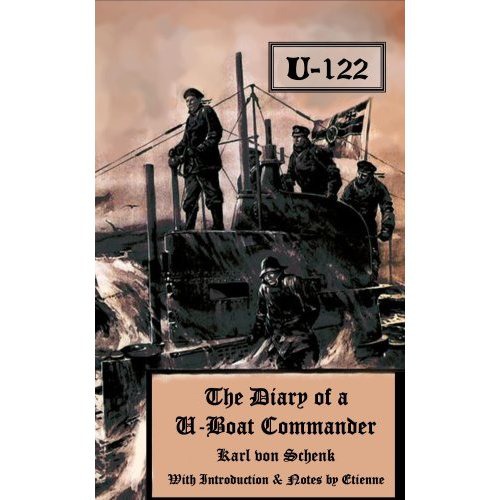 U-122
The Diary of a
U-Boat Commander
Karl von Schenk
With Introduction & Notes by Etienne